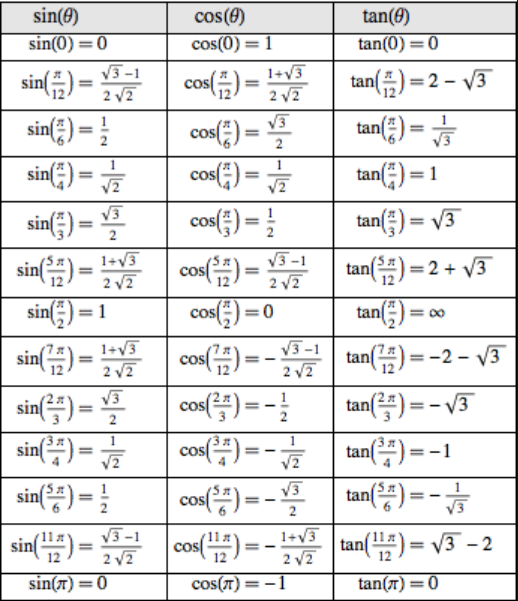 sin(θ) cos(θ) tan(θ)
sin(0) = 0 cos(0) = 1 tan(0) = 0
sin(π/12) = (√3 −1)/(2 √2) cos(π/12) = (1+√3)/(2 √2) tan(π/12) = 2 − √3
sin(π/6) = 1/2 cos(π/6) = √3/2 tan(π/6) = 1/√3
sin(π/4) = 1/√2 cos(π/4) = 1/√2 tan(π/4) = 1
sin(π/3) = √3/2 cos(π/3) = 1/2 tan(π/3) = √3
sin(5π/12) = (1+√3)/(2 √2) cos(5π/12) = (√3 −1)/(2 √2) tan(5π/12) = 2 + √3
sin(π/2) = 1 cos(π/2) = 0 tan(π/2) = ∞
sin(7π/12) = (1+√3)/(2 √2) cos(7π/12) = − (√3 −1)/(2 √2) tan(7π/12) = −2 − √3
sin(2π/3) = √3/2 cos(2π/3) = − 1/2 tan(2π/3) = − √3
sin(3π/4) = 1/√2 cos(3π/4) = − 1/√2 tan(3π/4) = −1
sin(5π/6) = 1/2 cos(5π/6) = − √3/2 tan(5π/6) = − 1/√3
sin(11π/12) = (√3 −1)/(2 √2) cos(11π/12) = − (1+√3)/(2 √2) tan(11π/12) = √3 − 2
sin(π) = 0 cos(π) = −1 tan(π) = 0